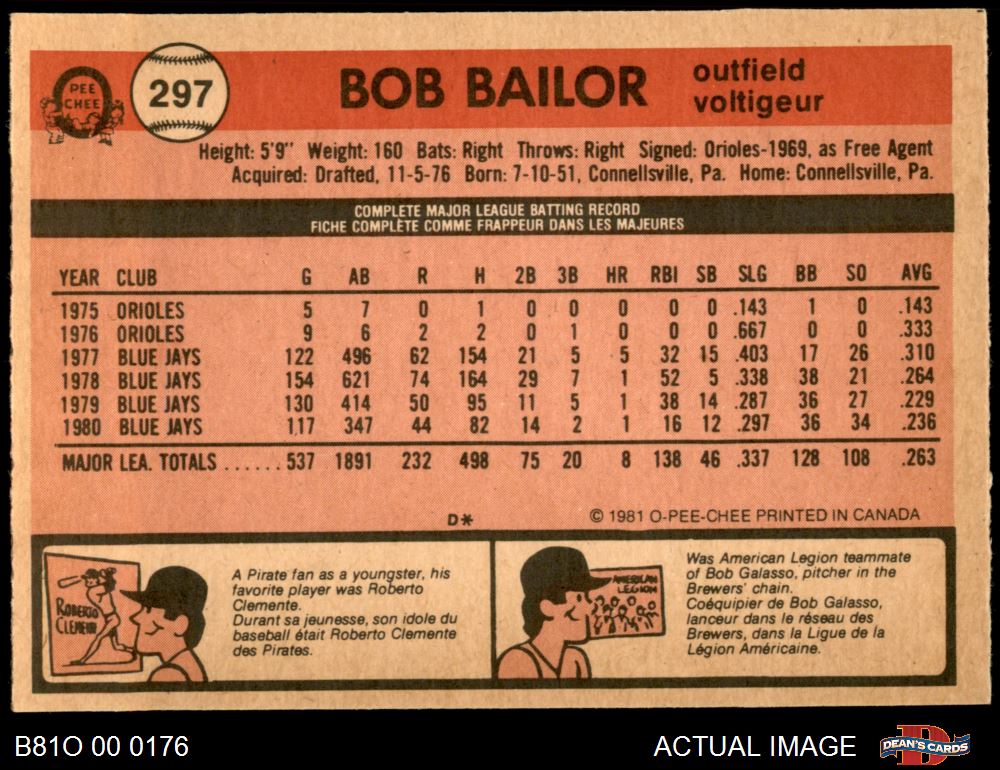 PEE
CHEE
297
BOB BAILOR
outfield
voltigeur
Height: 5'9" Weight: 160 Bats: Right Throws: Right Signed: Orioles-1969, as Free Agent
Acquired: Drafted, 11-5-76 Born: 7-10-51, Connellsville, Pa. Home: Connellsville, Pa.
COMPLETE MAJOR LEAGUE BATTING RECORD
FICHE COMPLÈTE COMME FRAPPEUR DANS LES MAJEURES
YEAR CLUB G AB R H 2B 3B HR RBI SB SLG BB SO AVG
1975 ORIOLES 5 7 0 1 0 0 0 0 0 .143 1 0 .143
1976 ORIOLES 9 6 2 2 0 1 0 0 0 .667 0 0 .333
1977 BLUE JAYS 122 496 62 154 21 5 5 32 15 .403 17 26 .310
1978 BLUE JAYS 154 621 74 164 29 7 1 52 5 .338 38 21 .264
1979 BLUE JAYS 130 414 50 95 11 5 1 38 14 .287 36 27 .229
1980 BLUE JAYS 117 347 44 82 14 2 1 16 12 .297 36 34 .236
MAJOR LEA. TOTALS ...... 537 1891 232 498 75 20 8 138 46 .337 128 108 .263
D*
© 1981 O-PEE-CHEE PRINTED IN CANADA
ROBERTO
CLEMENTE
A Pirate fan as a youngster, his
favorite player was Roberto
Clemente.
Durant sa jeunesse, son idole du
baseball était Roberto Clemente
des Pirates.
AMERICAN
LEGION
Was American Legion teammate
of Bob Galasso, pitcher in the
Brewers' chain.
Coéquipier de Bob Galasso,
lanceur dans le réseau des
Brewers, dans la Ligue de la
Légion Américaine.
B81O 00 0176
ACTUAL IMAGE
D
DEAN'S CARDS